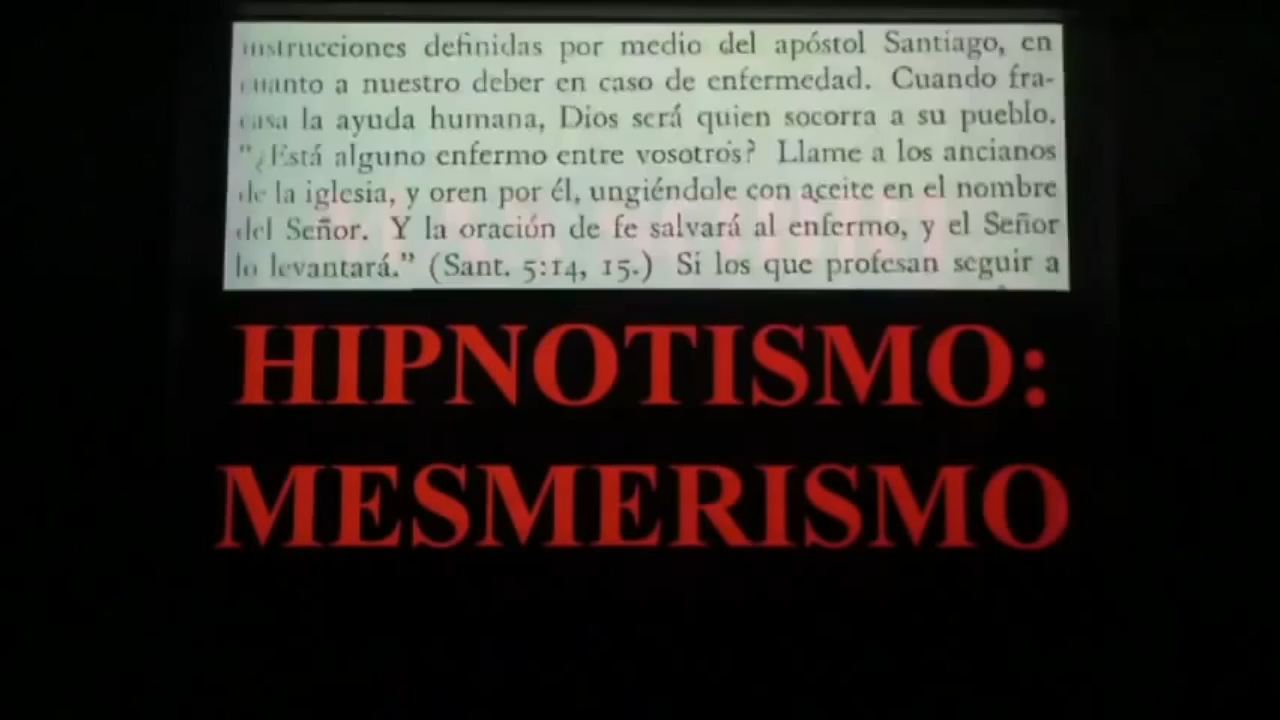 instrucciones definidas por medio del apóstol Santiago, en
cuanto a nuestro deber en caso de enfermedad. Cuando fra-
casa la ayuda humana, Dios será quien socorra a su pueblo.
"¿Está alguno enfermo entre vosotros? Llame a los ancianos
de la iglesia, y oren por él, ungiéndole con aceite en el nombre
del Señor. Y la oración de fe salvará al enfermo, y el Señor
lo levantará." (Sant. 5:14, 15.) Si los que profesan seguir a
HIPNOTISMO:
MESMERISMO